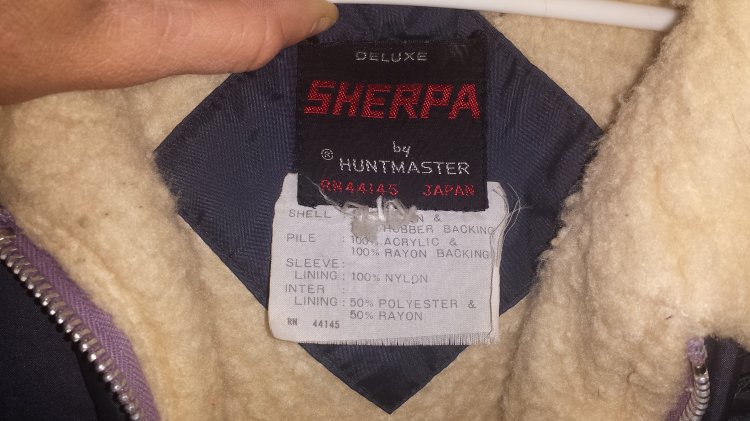 DELUXE
SHERPA
by
® HUNTMASTER
RN44145 JAPAN
SHELL &
RUBBER BACKING
PILE : 100% ACRYLIC &
100% RAYON BACKING
SLEEVE:
LINING : 100% NYLON
INTER
LINING : 50% POLYESTER &
50% RAYON
RN 44145